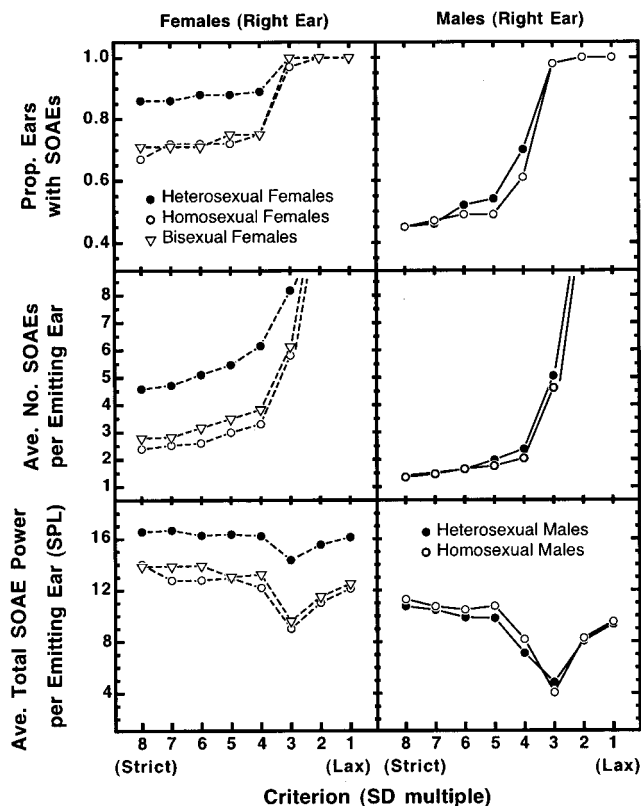 Females (Right Ear)
Males (Right Ear)
Prop. Ears
with SOAEs
1.0
0.8
0.6
0.4
Heterosexual Females
Homosexual Females
Bisexual Females
Ave. No. SOAEs
per Emitting Ear
8
7
6
5
4
3
2
1
Ave. Total SOAE Power
per Emitting Ear (SPL)
16
12
8
4
Heterosexual Males
Homosexual Males
8 7 6 5 4 3 2 1 8 7 6 5 4 3 2 1
(Strict) (Lax) (Strict) (Lax)
Criterion (SD multiple)